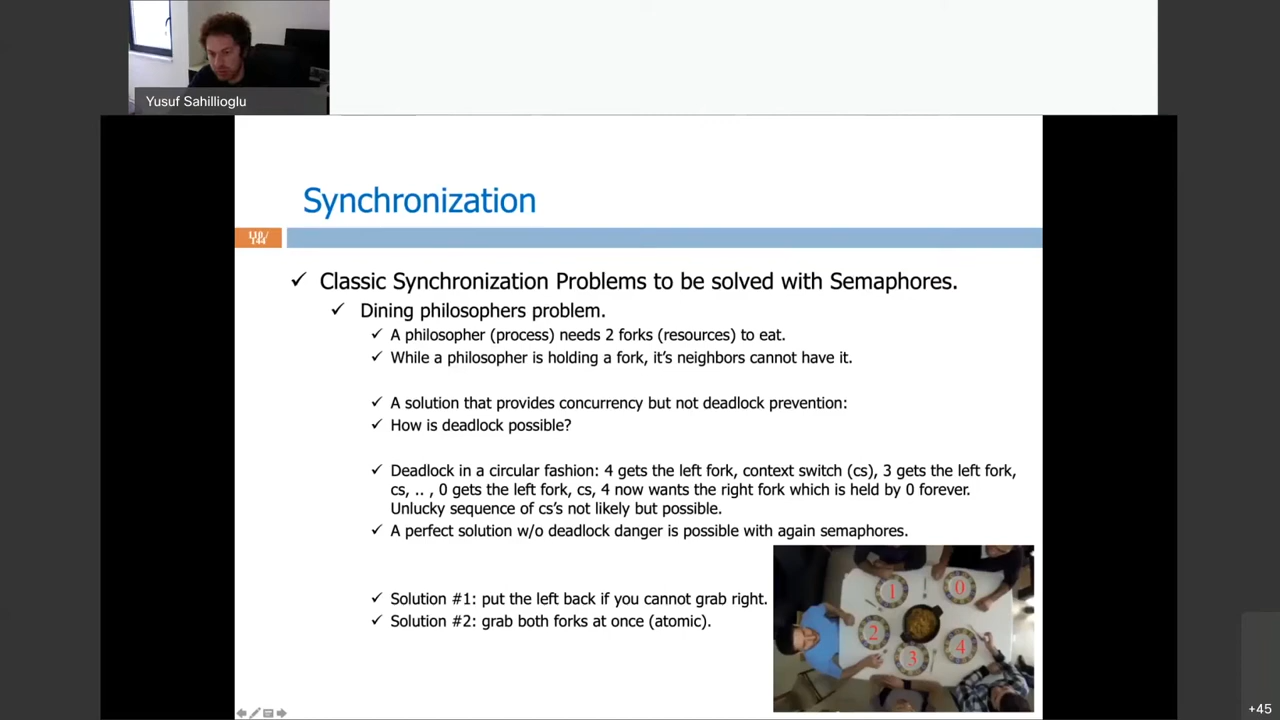 Yusuf Sahillioglu
Synchronization
110/
144
✓ Classic Synchronization Problems to be solved with Semaphores.
✓ Dining philosophers problem.
✓ A philosopher (process) needs 2 forks (resources) to eat.
✓ While a philosopher is holding a fork, it's neighbors cannot have it.
✓ A solution that provides concurrency but not deadlock prevention:
✓ How is deadlock possible?
✓ Deadlock in a circular fashion: 4 gets the left fork, context switch (cs), 3 gets the left fork,
cs, .. , 0 gets the left fork, cs, 4 now wants the right fork which is held by 0 forever.
Unlucky sequence of cs's not likely but possible.
✓ A perfect solution w/o deadlock danger is possible with again semaphores.
✓ Solution #1: put the left back if you cannot grab right.
✓ Solution #2: grab both forks at once (atomic).
1 0
2
3 4
+45